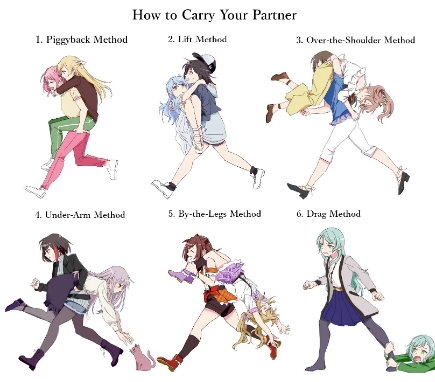 How to Carry Your Partner
1. Piggyback Method
2. Lift Method
3. Over-the-Shoulder Method
4. Under-Arm Method
5. By-the-Legs Method
6. Drag Method